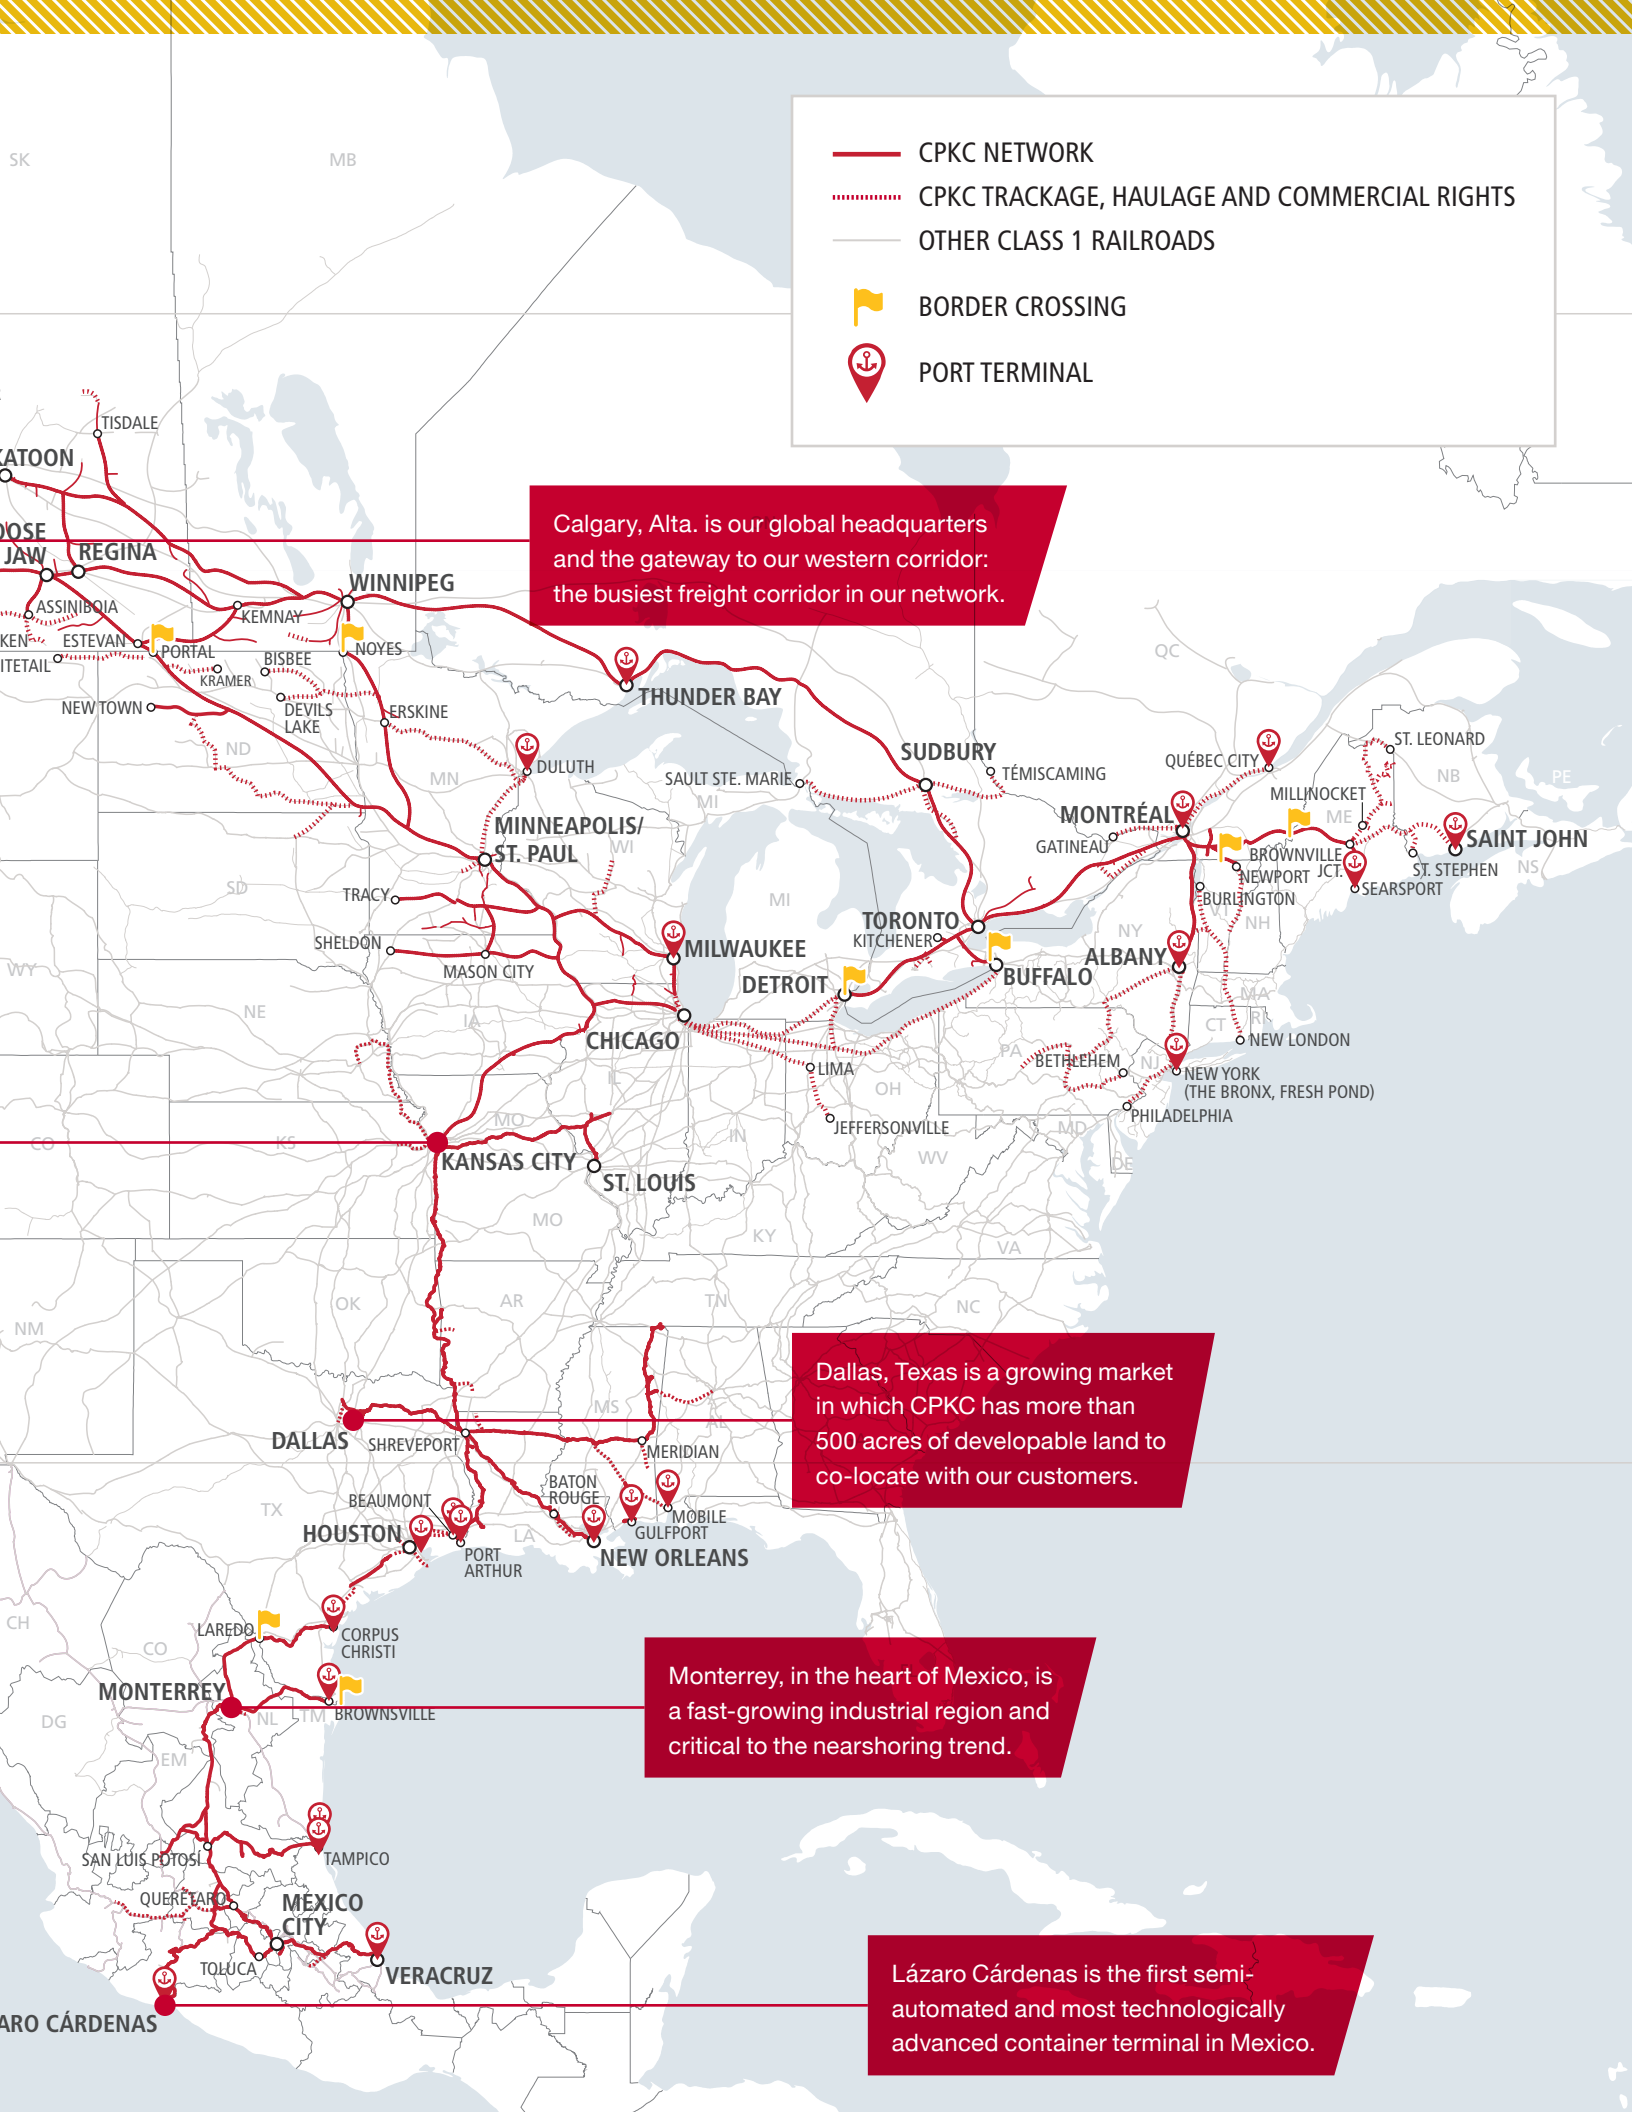 CPKC NETWORK
CPKC TRACKAGE, HAULAGE AND COMMERCIAL RIGHTS
OTHER CLASS 1 RAILROADS
BORDER CROSSING
PORT TERMINAL
SK
MB
TISDALE
KATOON
OOSE
JAW
REGINA
WINNIPEG
ASSINIBOIA
KEMNAY
KEN
ESTEVAN
PORTAL
NOYES
ITETAIL
BISBEE
KRAMER
NEW TOWN
DEVILS
LAKE
ERSKINE
Calgary, Alta. is our global headquarters
and the gateway to our western corridor:
the busiest freight corridor in our network.
THUNDER BAY
QC
ND
MN
DULUTH
SUDBURY
SAULT STE. MARIE
TÉMISCAMING
MI
QUÉBEC CITY
ST. LEONARD
NB
PE
MILLINOCKET
ME
MONTRÉAL
GATINEAU
SAINT JOHN
BROWNVILLE
JCT.
NEWPORT
ST. STEPHEN
NS
SEARSPORT
BURLINGTON
VT
NH
MINNEAPOLIS/
ST. PAUL
WI
SD
TRACY
MI
TORONTO
KITCHENER
NY
SHELDON
MILWAUKEE
MASON CITY
WY
DETROIT
BUFFALO
ALBANY
MA
RI
CT
NE
IA
CHICAGO
NEW LONDON
PA
BETHLEHEM
NJ
LIMA
NEW YORK
(THE BRONX, FRESH POND)
IL
OH
PHILADELPHIA
MO
JEFFERSONVILLE
MD
IN
CO
KS
KANSAS CITY
WV
DE
ST. LOUIS
MO
KY
VA
OK
AR
TN
NC
NM
Dallas, Texas is a growing market
in which CPKC has more than
500 acres of developable land to
co-locate with our customers.
MS
AL
DALLAS
SHREVEPORT
MERIDIAN
BATON
ROUGE
TX
BEAUMONT
MOBILE
HOUSTON
LA
GULFPORT
PORT
ARTHUR
NEW ORLEANS
CH
LAREDO
CORPUS
CHRISTI
CO
MONTERREY
NL
TM
BROWNSVILLE
DG
EM
Monterrey, in the heart of Mexico, is
a fast-growing industrial region and
critical to the nearshoring trend.
SAN LUIS POTOSÍ
TAMPICO
QUERÉTARO
MÉXICO
CITY
TOLUCA
VERACRUZ
ARO CÁRDENAS
Lázaro Cárdenas is the first semi-
automated and most technologically
advanced container terminal in Mexico.